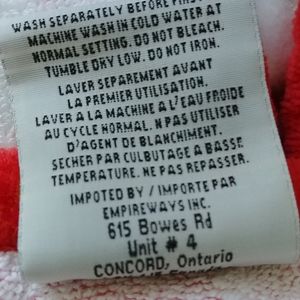 WASH SEPARATELY BEFORE FIRST
MACHINE WASH IN COLD WATER AT
NORMAL SETTING. DO NOT BLEACH.
TUMBLE DRY LOW. DO NOT IRON.
LAVER SEPAREMENT AVANT
LA PREMIER UTILISATION.
LAVER A LA MACHINE A L'EAU FROIDE
AU CYCLE NORMAL. N PAS UTILISER
D'AGENT DE BLANCHIMENT.
SECHER PAR CULBUTAGE A BASSE
TEMPERATURE. NE PAS REPASSER.
IMPOTED BY / IMPORTE PAR
EMPIREWAYS INC.
615 Bowes Rd
Unit # 4
CONCORD, Ontario